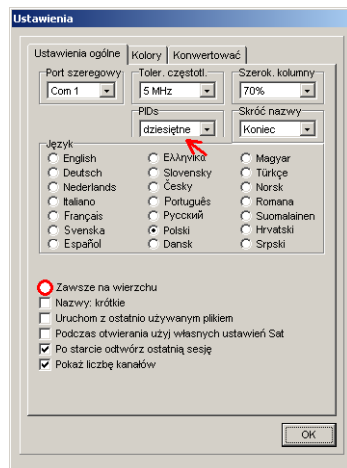 Ustawienia
Ustawienia ogólne Kolory Konwertować
Port szeregowy Toler. częstotl. Szerok. kolumny
Com 1 5 MHz 70%
PIDs Skróć nazwy
dziesiętne Koniec
Język
English Ελληνικά Magyar
Deutsch Slovensky Türkçe
Nederlands Česky Norsk
Italiano Português Romana
Français Русский Suomalainen
Svenska Polski Hrvatski
Español Dansk Srpski
Zawsze na wierzchu
Nazwy: krótkie
Uruchom z ostatnio używanym plikiem
Podczas otwierania użyj własnych ustawień Sat
Po starcie odtwórz ostatnią sesję
Pokaż liczbę kanałów
OK